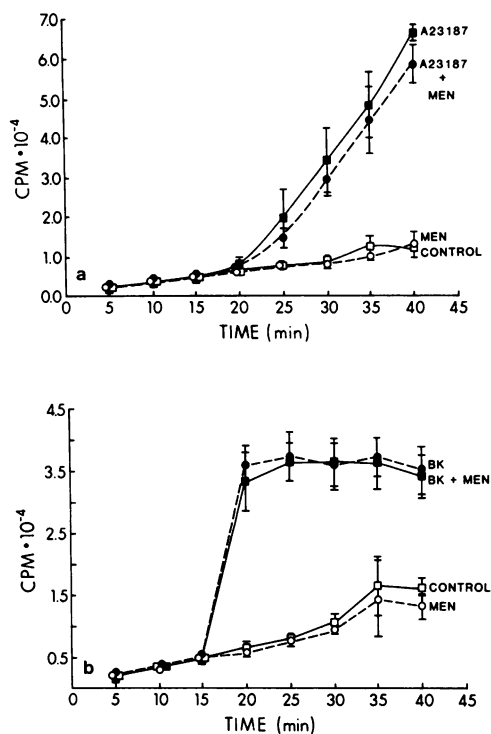 7.0
6.0
5.0
4.0
3.0
2.0
1.0
0.0
CPM•10⁻⁴
a
A23187
A23187
+
MEN
MEN
CONTROL
0 5 10 15 20 25 30 35 40 45
TIME (min)
4.5
3.5
2.5
1.5
0.5
CPM•10⁻⁴
b
BK
BK + MEN
CONTROL
MEN
0 5 10 15 20 25 30 35 40 45
TIME (min)